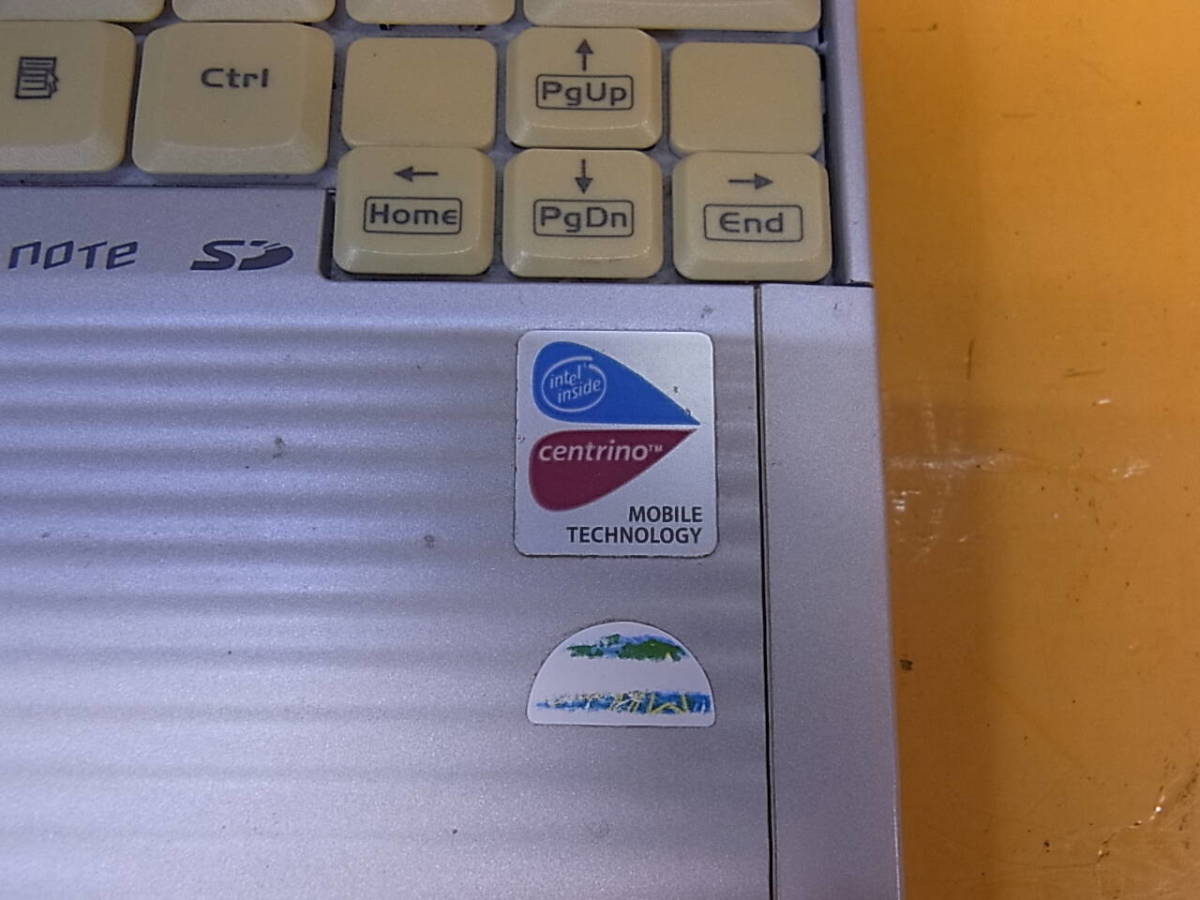 Ctrl
PgUp
Home
PgDn
End
note SD
intel
inside
centrino™
MOBILE
TECHNOLOGY